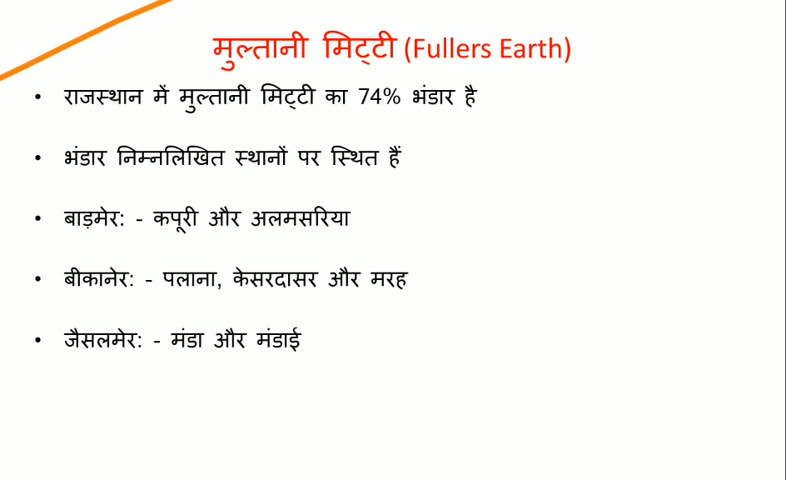 मुल्तानी मिट्टी (Fullers Earth)
• राजस्थान में मुल्तानी मिट्टी का 74% भंडार है
• भंडार निम्नलिखित स्थानों पर स्थित हैं
• बाड़मेर: - कपूरी और अलमसरिया
• बीकानेर: - पलाना, केसरदासर और मरह
• जैसलमेर: - मंडा और मंडाई